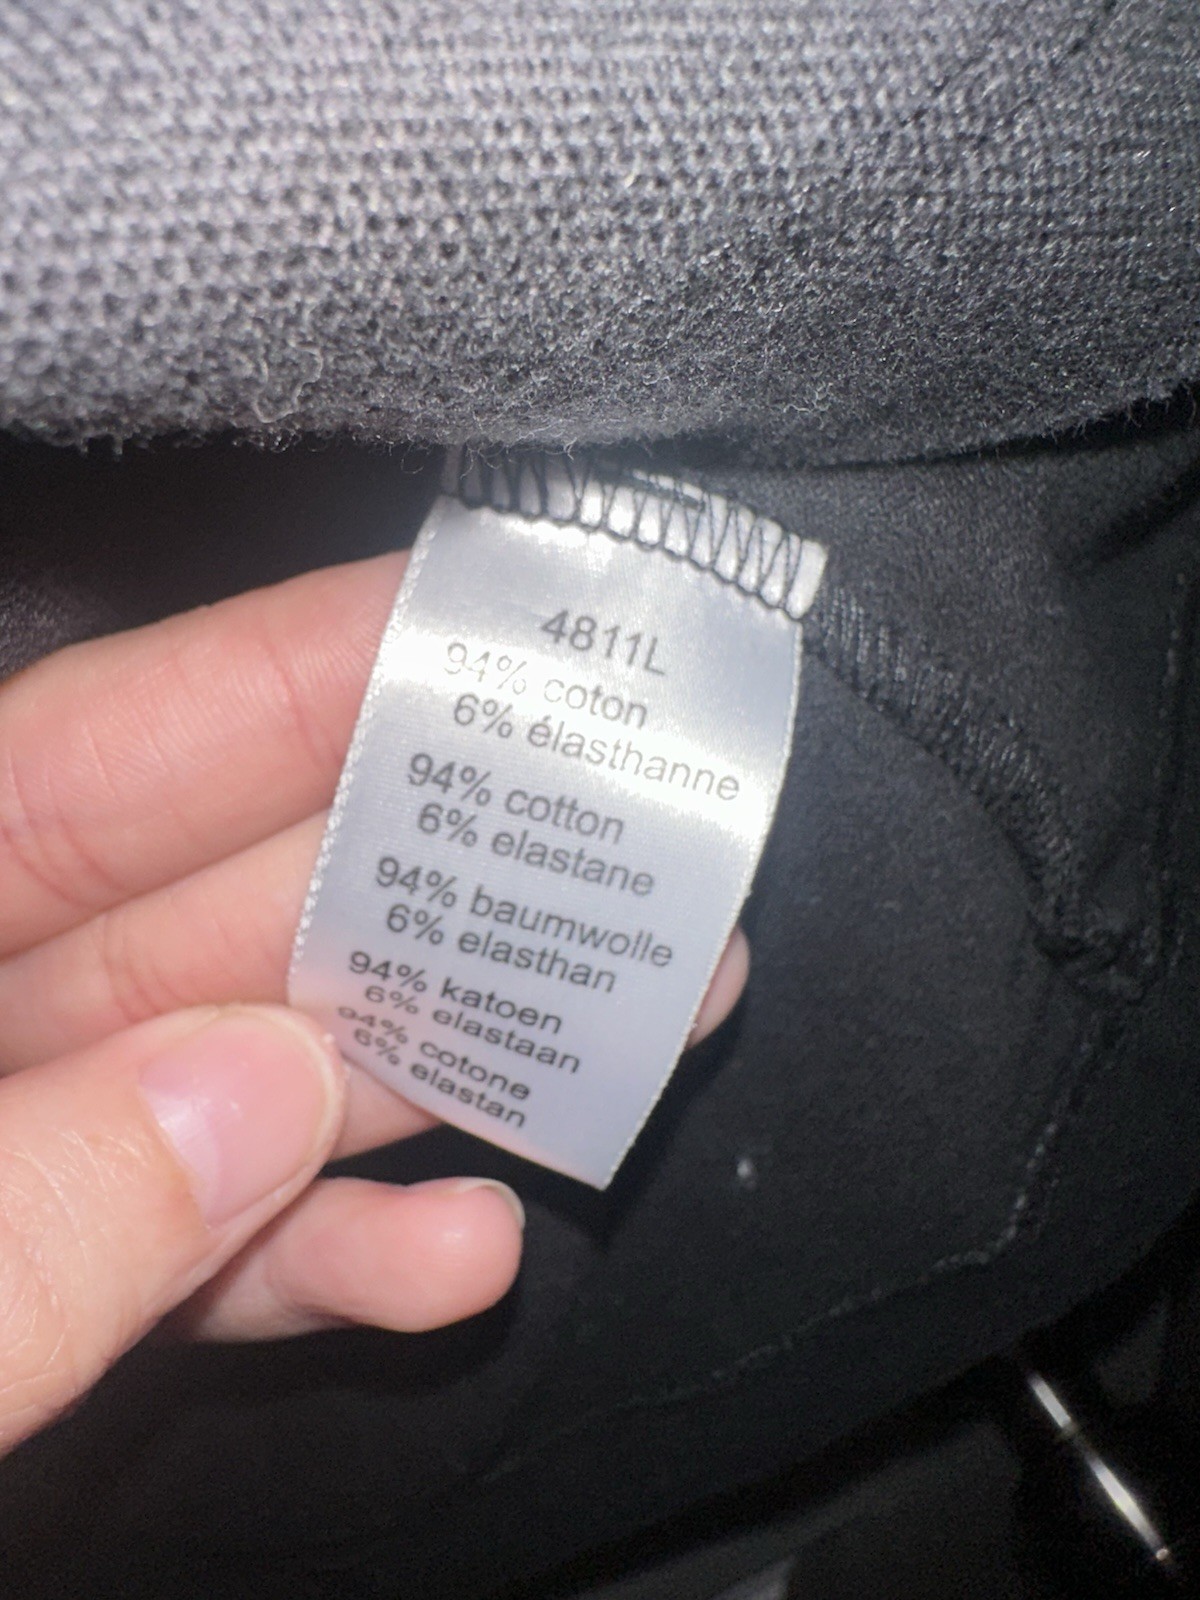 4811L
94% coton
6% élasthanne
94% cotton
6% elastane
94% baumwolle
6% elasthan
94% katoen
6% elastaan
94% cotone
6% elastan